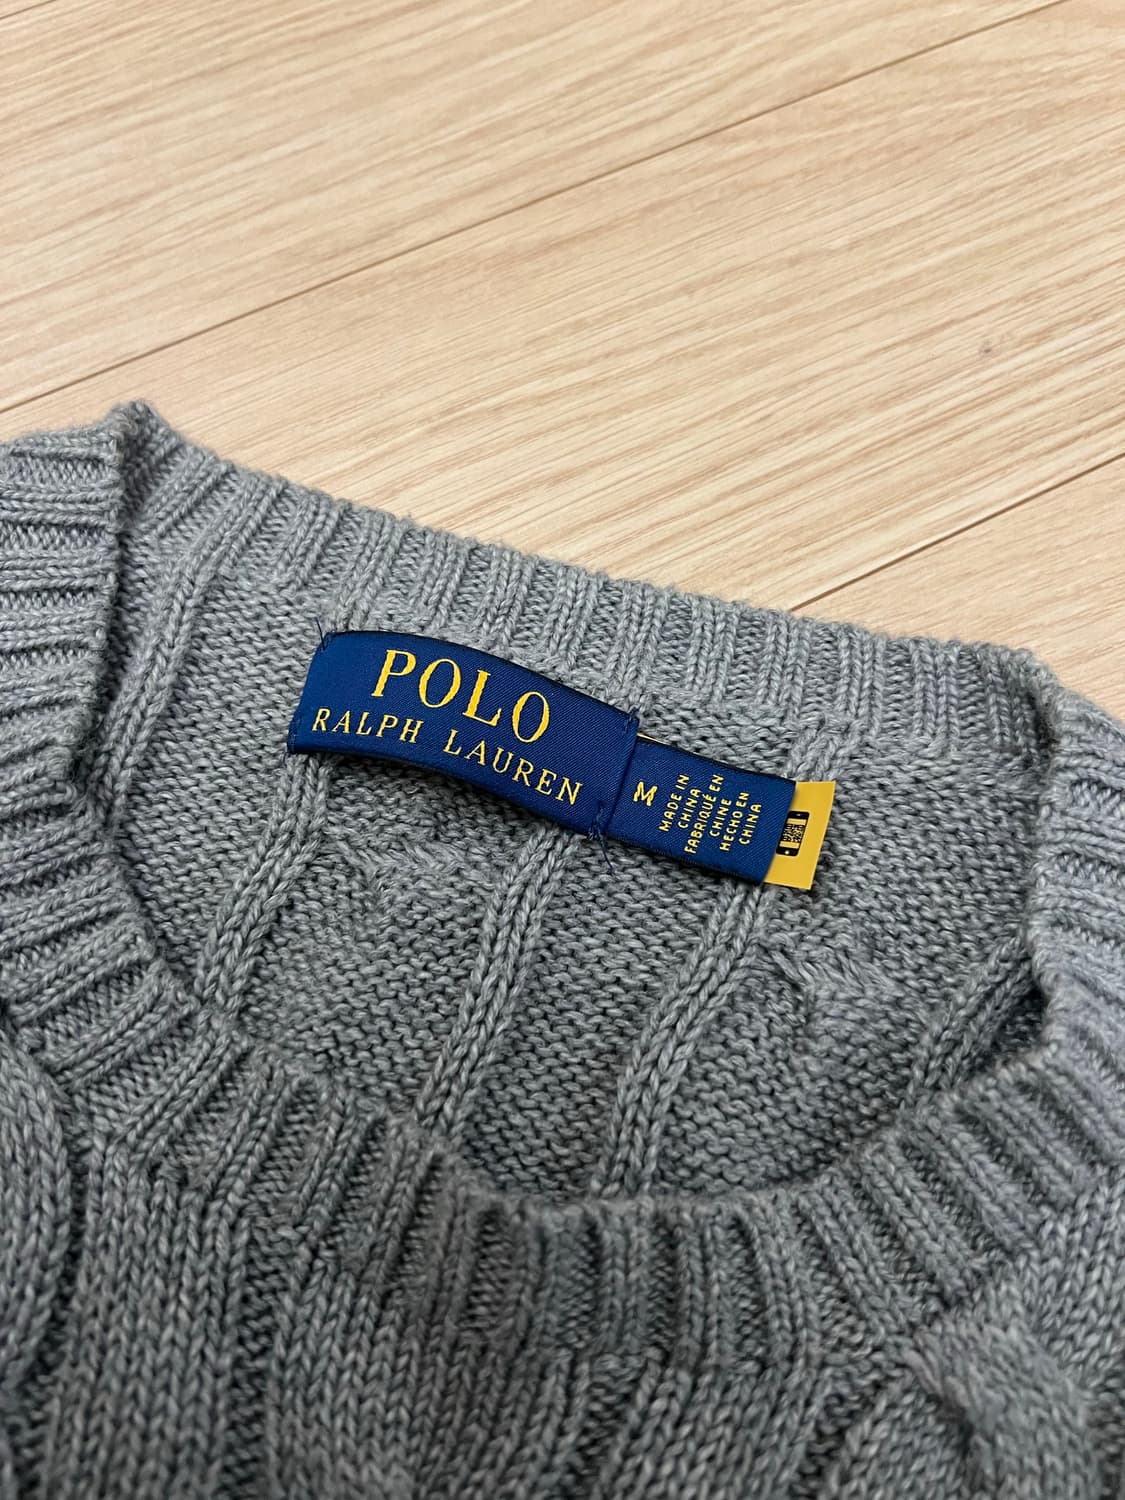 POLO
RALPH LAUREN
M
MADE IN
CHINA
FABRIQUÉ EN
CHINE
HECHO EN
CHINA